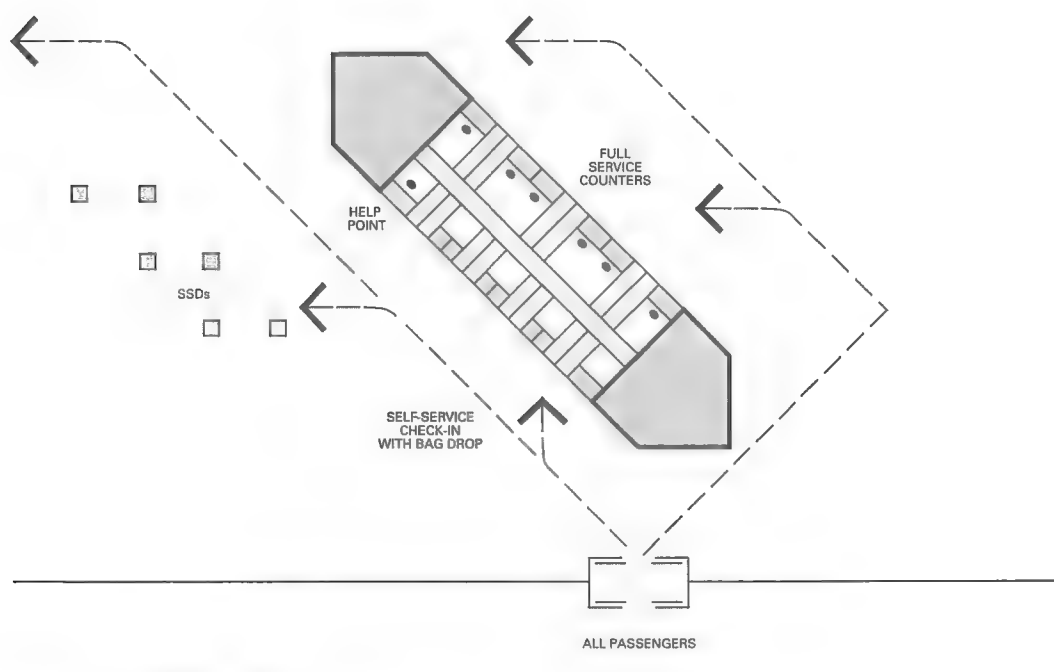 FULL
SERVICE
COUNTERS
HELP
POINT
SSDs
SELF-SERVICE
CHECK-IN
WITH BAG DROP
ALL PASSENGERS